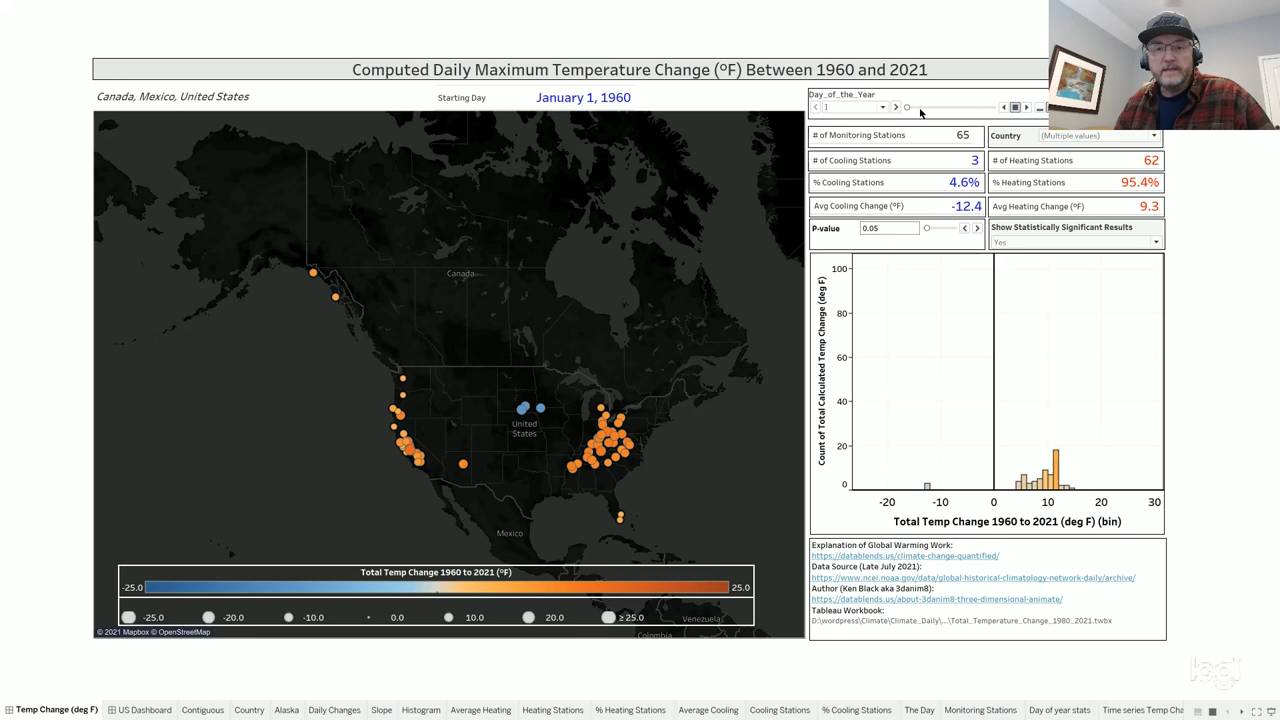 Computed Daily Maximum Temperature Change (ºF) Between 1960 and 2021
Canada, Mexico, United States
Starting Day
January 1, 1960
Day_of_the_Year
1
# of Monitoring Stations 65
Country (Multiple values)
# of Cooling Stations 3
# of Heating Stations 62
% Cooling Stations 4.6%
% Heating Stations 95.4%
Avg Cooling Change (ºF) -12.4
Avg Heating Change (ºF) 9.3
P-value 0.05
Show Statistically Significant Results
Yes
Canada
United
States
Mexico
Venezuela
Colombia
Total Temp Change 1960 to 2021 (ºF)
-25.0 25.0
-25.0 -20.0 -10.0 0.0 10.0 20.0 ≥ 25.0
© 2021 Mapbox © OpenStreetMap
Count of Total Calculated Temp Change (deg F)
100
80
60
40
20
0
-20 -10 0 10 20 30
Total Temp Change 1960 to 2021 (deg F) (bin)
Explanation of Global Warming Work:
https://datablends.us/climate-change-quantified/
Data Source (Late July 2021):
https://www.ncei.noaa.gov/data/global-historical-climatology-network-daily/archive/
Author (Ken Black aka 3danim8):
https://datablends.us/about-3danim8-three-dimensional-animate/
Tableau Workbook:
D:\wordpress\Climate\Climate_Daily\,...\Total_Temperature_Change_1980_2021.twbx
logi
Temp Change (deg F) US Dashboard Contiguous Country Alaska Daily Changes Slope Histogram Average Heating Heating Stations % Heating Stations Average Cooling Cooling Stations % Cooling Stations The Day Monitoring Stations Day of year stats Time series Temp Cha